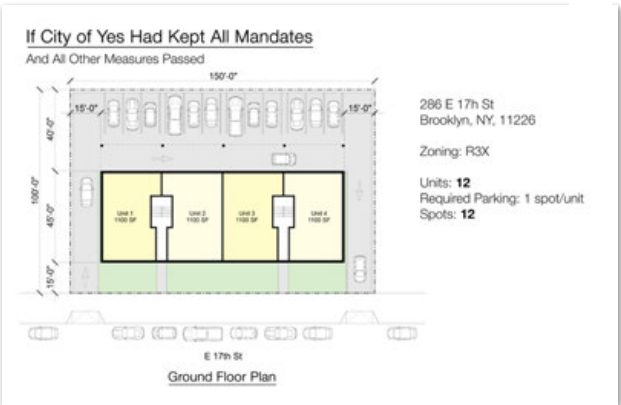 If City of Yes Had Kept All Mandates
And All Other Measures Passed
150'-0"
15'-0"
15'-0"
40'-0"
100'-0"
45'-0"
15'-0"
Unit 1
1100 SF
Unit 2
1100 SF
Unit 3
1100 SF
Unit 4
1100 SF
E 17th St
Ground Floor Plan
286 E 17h St
Brooklyn, NY, 11226
Zoning: R3X
Units: 12
Required Parking: 1 spot/unit
Spots: 12